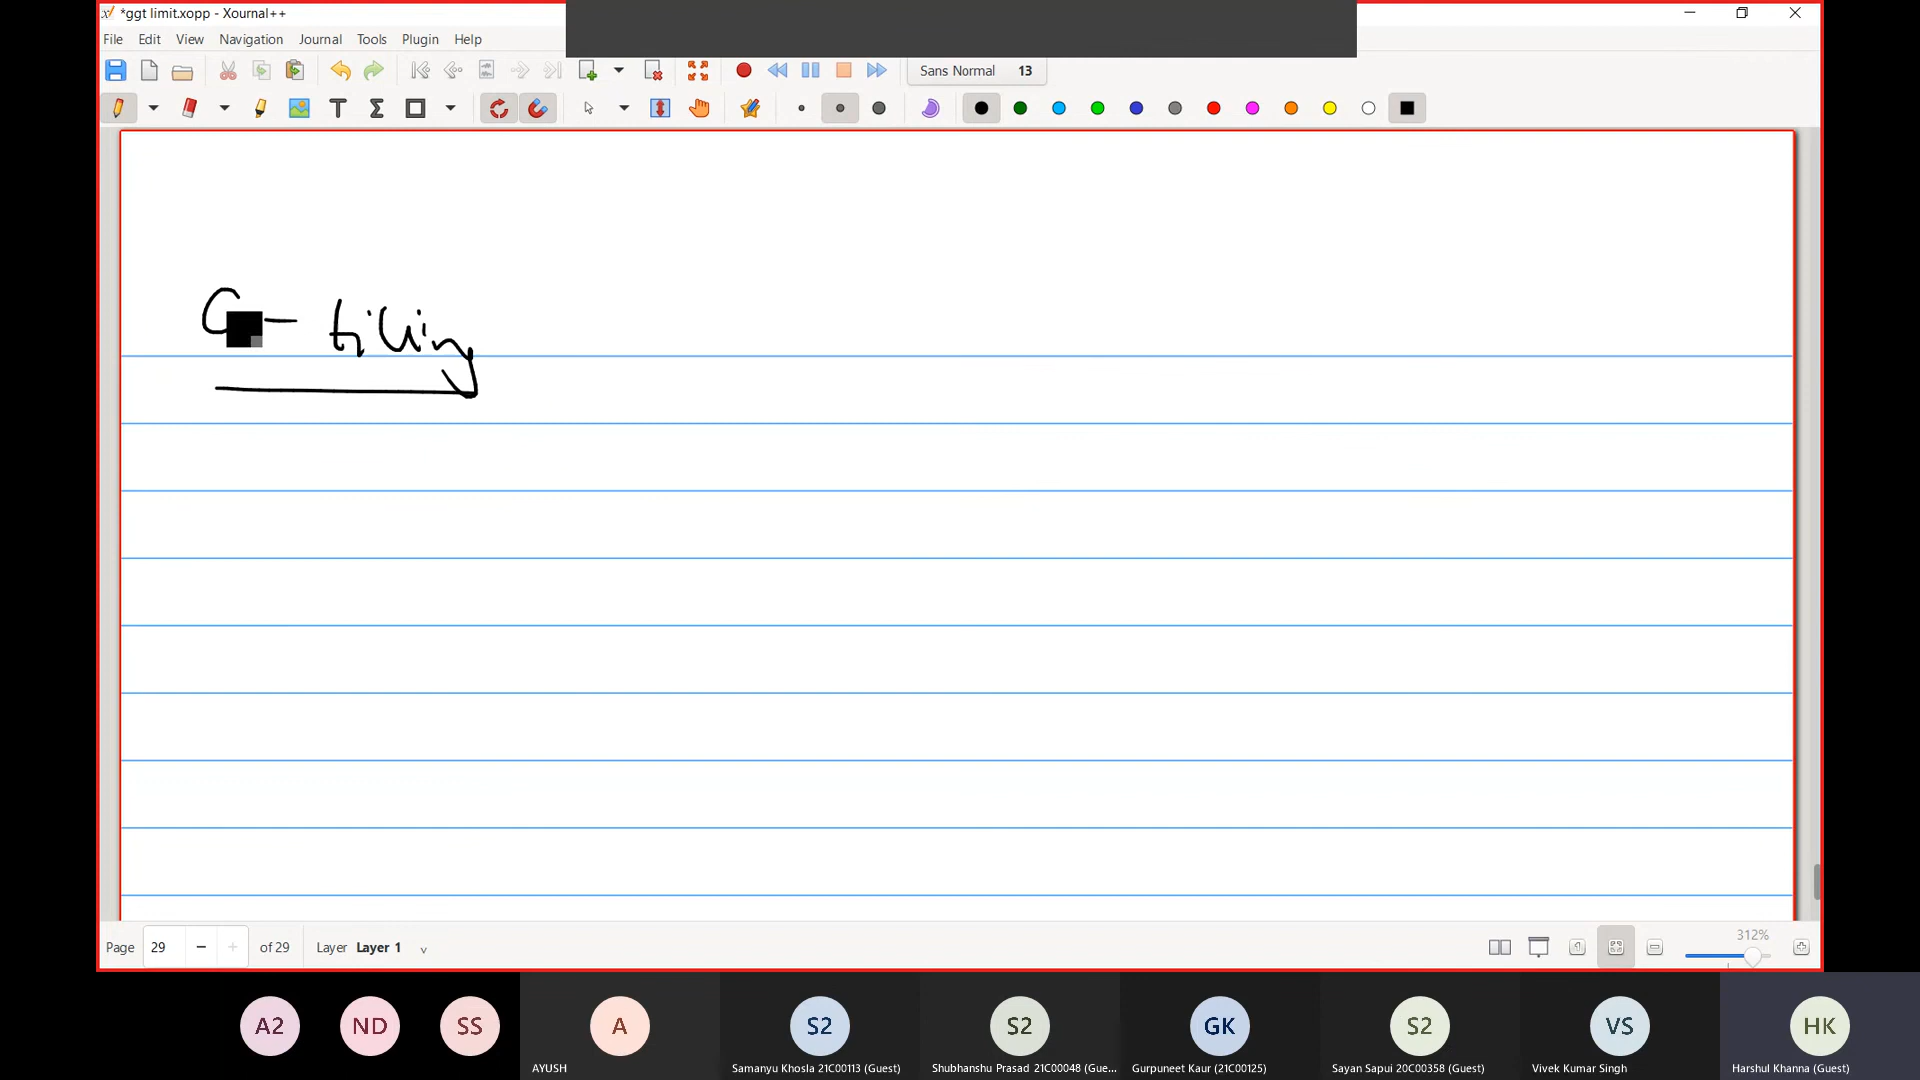 *ggt limit.xopp - Xournal++
File Edit View Navigation Journal Tools Plugin Help
Sans Normal 13
G- tiling
Page 29 of 29 Layer Layer 1
312%
A2 ND SS A S2 S2 GK S2 VS HK
AYUSH Samanyu Khosla 21C00113 (Guest) Shubhanshu Prasad 21C00048 (Gue... Gurpuneet Kaur (21C00125) Sayan Sapui 20C00358 (Guest) Vivek Kumar Singh Harshul Khanna (Guest)